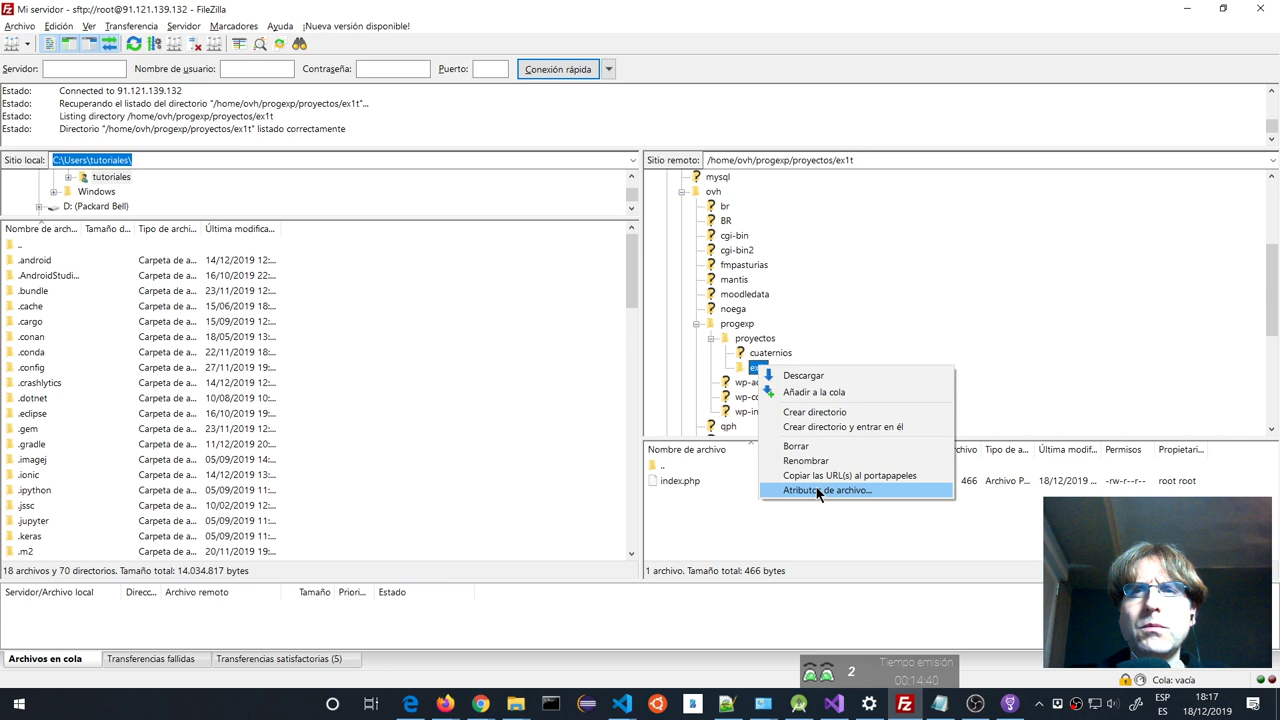 Mi servidor - sftp://root@91.121.139.132 - FileZilla
Archivo Edición Ver Transferencia Servidor Marcadores Ayuda ¡Nueva versión disponible!
Servidor: Nombre de usuario: Contraseña: Puerto: Conexión rápida
Estado: Connected to 91.121.139.132
Estado: Recuperando el listado del directorio "/home/ovh/progexp/proyectos/ex1t"...
Estado: Listing directory /home/ovh/progexp/proyectos/ex1t
Estado: Directorio "/home/ovh/progexp/proyectos/ex1t" listado correctamente
Sitio local: C:\Users\tutoriales\
tutoriales
Windows
D: (Packard Bell)
Nombre de arch... Tamaño d... Tipo de archi... Última modifica...
..
.android Carpeta de a... 14/12/2019 12:...
.AndroidStudi... Carpeta de a... 16/10/2019 22:...
.bundle Carpeta de a... 23/11/2019 12:...
.cache Carpeta de a... 15/06/2019 18:...
.cargo Carpeta de a... 15/09/2019 12:...
.conan Carpeta de a... 18/05/2019 13:...
.conda Carpeta de a... 22/11/2019 18:...
.config Carpeta de a... 27/11/2019 19:...
.crashlytics Carpeta de a... 14/12/2019 12:...
.dotnet Carpeta de a... 10/08/2019 10:...
.eclipse Carpeta de a... 16/10/2019 19:...
.gem Carpeta de a... 23/11/2019 12:...
.gradle Carpeta de a... 11/12/2019 20:...
.imagej Carpeta de a... 05/09/2019 14:...
.ionic Carpeta de a... 14/12/2019 13:...
.ipython Carpeta de a... 05/09/2019 11:...
.jssc Carpeta de a... 16/10/2019 19:...
.jupyter Carpeta de a... 05/09/2019 11:...
.keras Carpeta de a... 05/09/2019 12:...
.m2 Carpeta de a... 20/11/2019 19:...
18 archivos y 70 directorios. Tamaño total: 14.034.817 bytes
Sitio remoto: /home/ovh/progexp/proyectos/ex1t
mysql
ovh
br
BR
cgi-bin
cgi-bin2
fmpasturias
mantis
moodledata
noega
progexp
proyectos
cuaternios
wp-
wp-
wp-
qph
Descargar
Añadir a la cola
Crear directorio
Crear directorio y entrar en él
Borrar
Renombrar
Copiar las URL(s) al portapapeles
Atributos de archivo...
Nombre de archivo Tipo de a... Última modi... Permisos Propietari...
..
index.php 466 Archivo P... 18/12/2019 ... -rw-r--r-- root root
1 archivo. Tamaño total: 466 bytes
Servidor/Archivo local Direcc... Archivo remoto Tamaño Priori... Estado
Archivos en cola Transferencias fallidas Transferencias satisfactorias (5)
2 Tiempo emisión
00:14:40
Cola: vacía
ESP 18:17
ES 18/12/2019